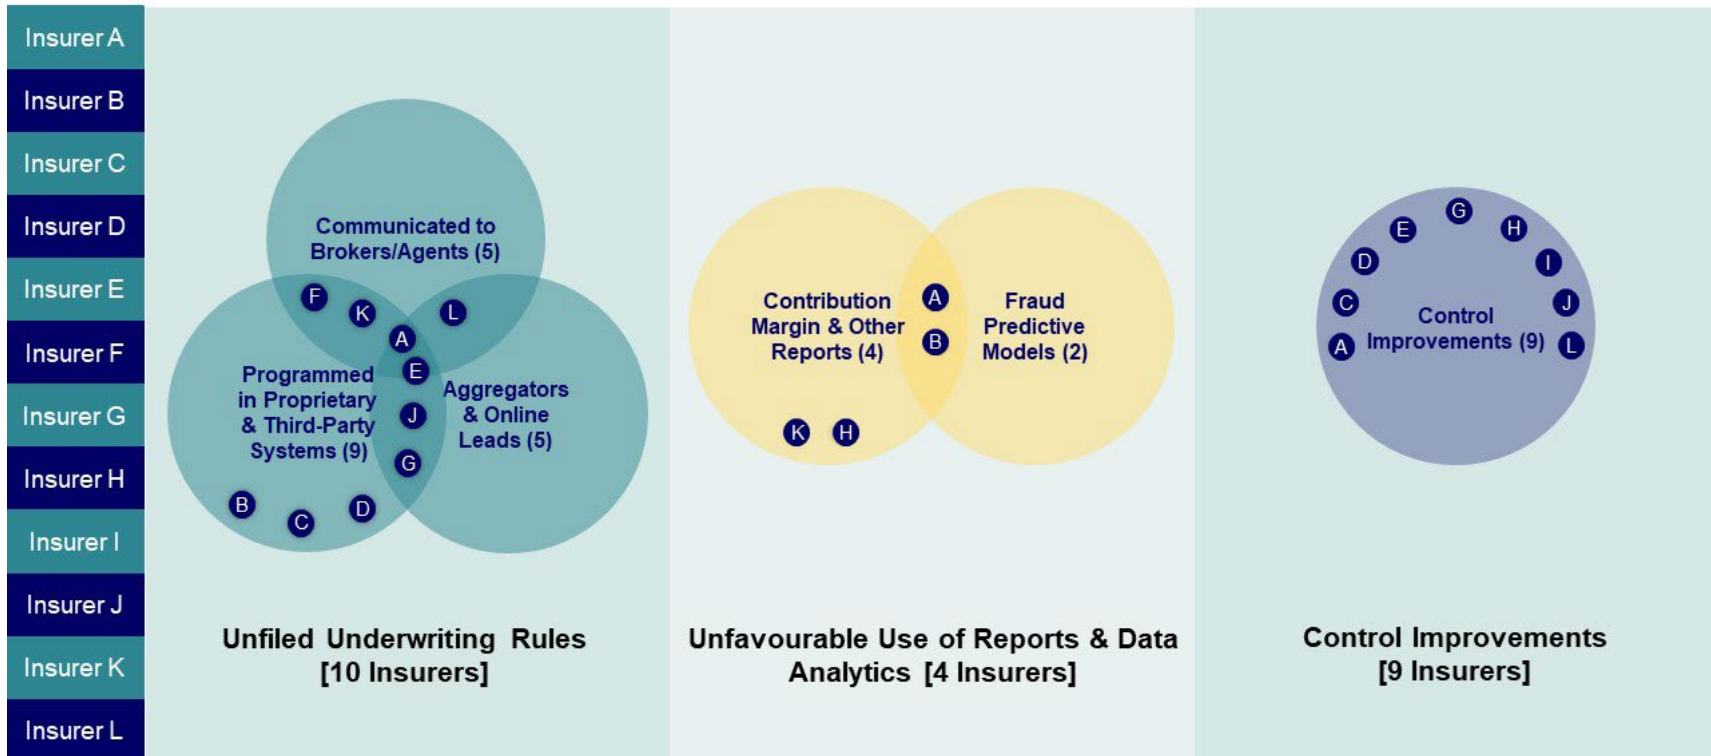 Insurer A
Insurer B
Insurer C
Insurer D
Insurer E
Insurer F
Insurer G
Insurer H
Insurer I
Insurer J
Insurer K
Insurer L
Communicated to
Brokers/Agents (5)
F
K
L
A
E
J
G
Programmed
in Proprietary
& Third-Party
Systems (9)
Aggregators
& Online
Leads (5)
B
C
D
Unfiled Underwriting Rules
[10 Insurers]
Contribution
Margin & Other
Reports (4)
A
B
Fraud
Predictive
Models (2)
K
H
Unfavourable Use of Reports & Data
Analytics [4 Insurers]
A
C
D
E
G
H
I
J
L
Control
Improvements (9)
Control Improvements
[9 Insurers]